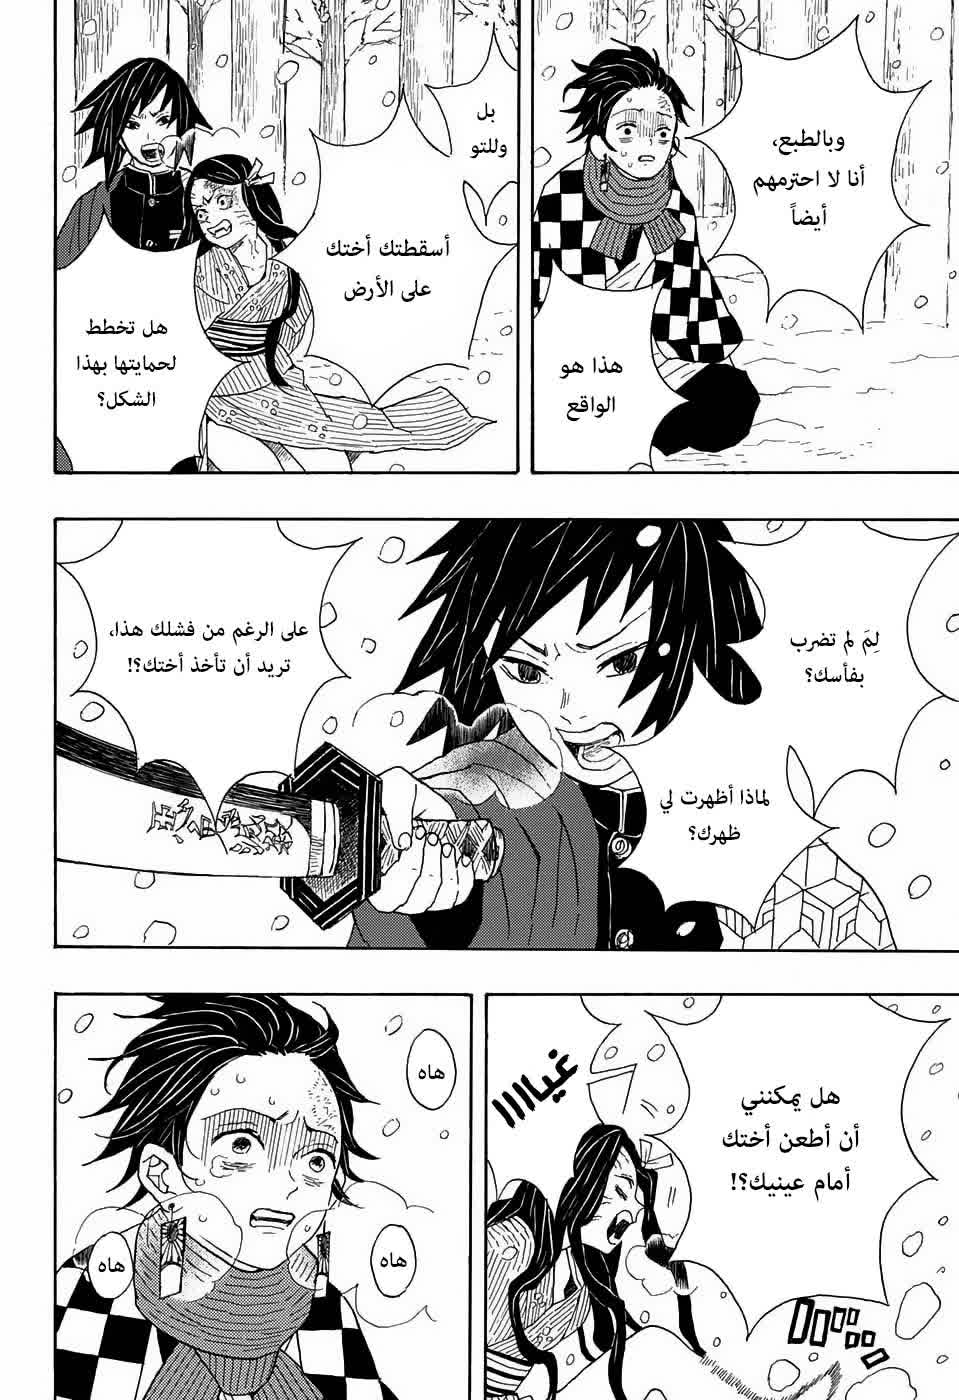 وبالطبع،
أنا لا احترمهم
أيضاً
هذا هو
الواقع
بل
وللتو
أسقطتك أختك
على الأرض
هل تخطط
لحمايتها بهذا
الشكل؟
لِمَ لم تضرب
بفأسك؟
لماذا أظهرت لي
ظهرك؟
على الرغم من فشلك هذا،
تريد أن تأخذ أختك؟!
هل يمكنني
أن أطعن أختك
أمام عينيك؟!
غياااا
هاه
هاه
هاه